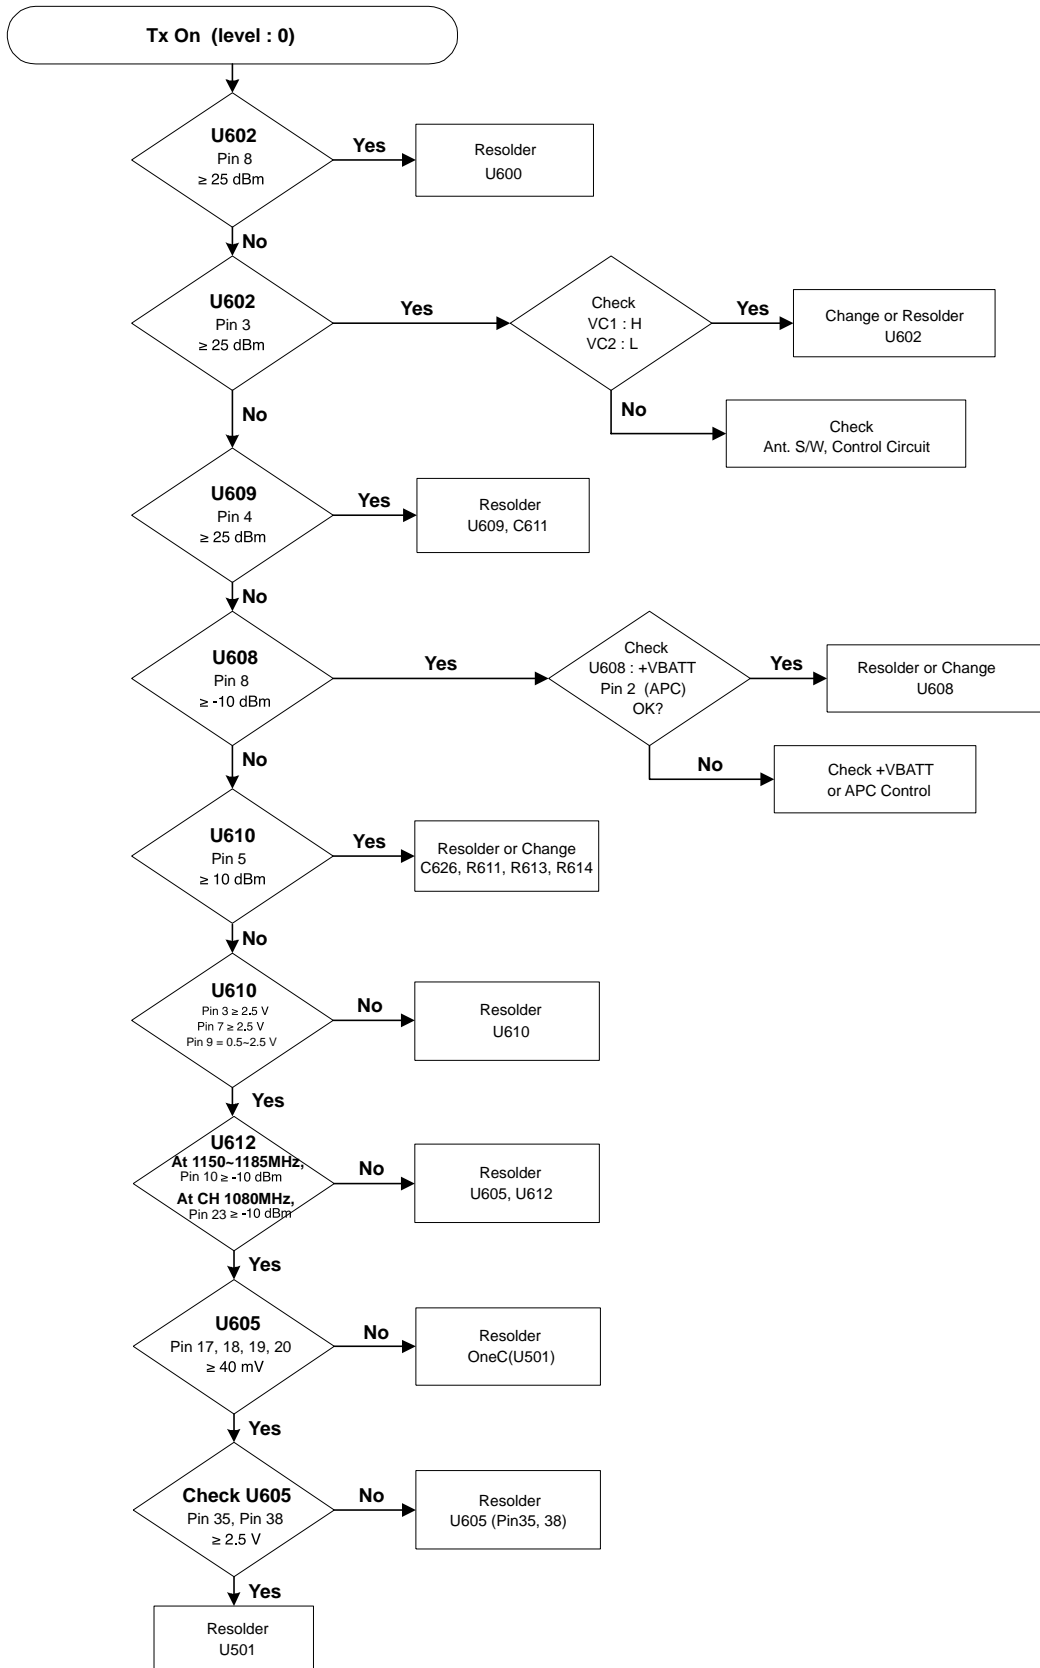 Tx On (level : 0)
U602
Pin 8
≥ 25 dBm
Yes
Resolder
U600
No
U602
Pin 3
≥ 25 dBm
Yes
Check
VC1 : H
VC2 : L
Yes
Change or Resolder
U602
No
Check
Ant. S/W, Control Circuit
No
U609
Pin 4
≥ 25 dBm
Yes
Resolder
U609, C611
No
U608
Pin 8
≥ -10 dBm
Yes
Check
U608 : +VBATT
Pin 2 (APC)
OK?
Yes
Resolder or Change
U608
No
Check +VBATT
or APC Control
No
U610
Pin 5
≥ 10 dBm
Yes
Resolder or Change
C626, R611, R613, R614
No
U610
Pin 3 ≥ 2.5 V
Pin 7 ≥ 2.5 V
Pin 9 = 0.5~2.5 V
No
Resolder
U610
Yes
U612
At 1150~1185MHz,
Pin 10 ≥ -10 dBm
At CH 1080MHz,
Pin 23 ≥ -10 dBm
No
Resolder
U605, U612
Yes
U605
Pin 17, 18, 19, 20
≥ 40 mV
No
Resolder
OneC(U501)
Yes
Check U605
Pin 35, Pin 38
≥ 2.5 V
No
Resolder
U605 (Pin35, 38)
Yes
Resolder
U501